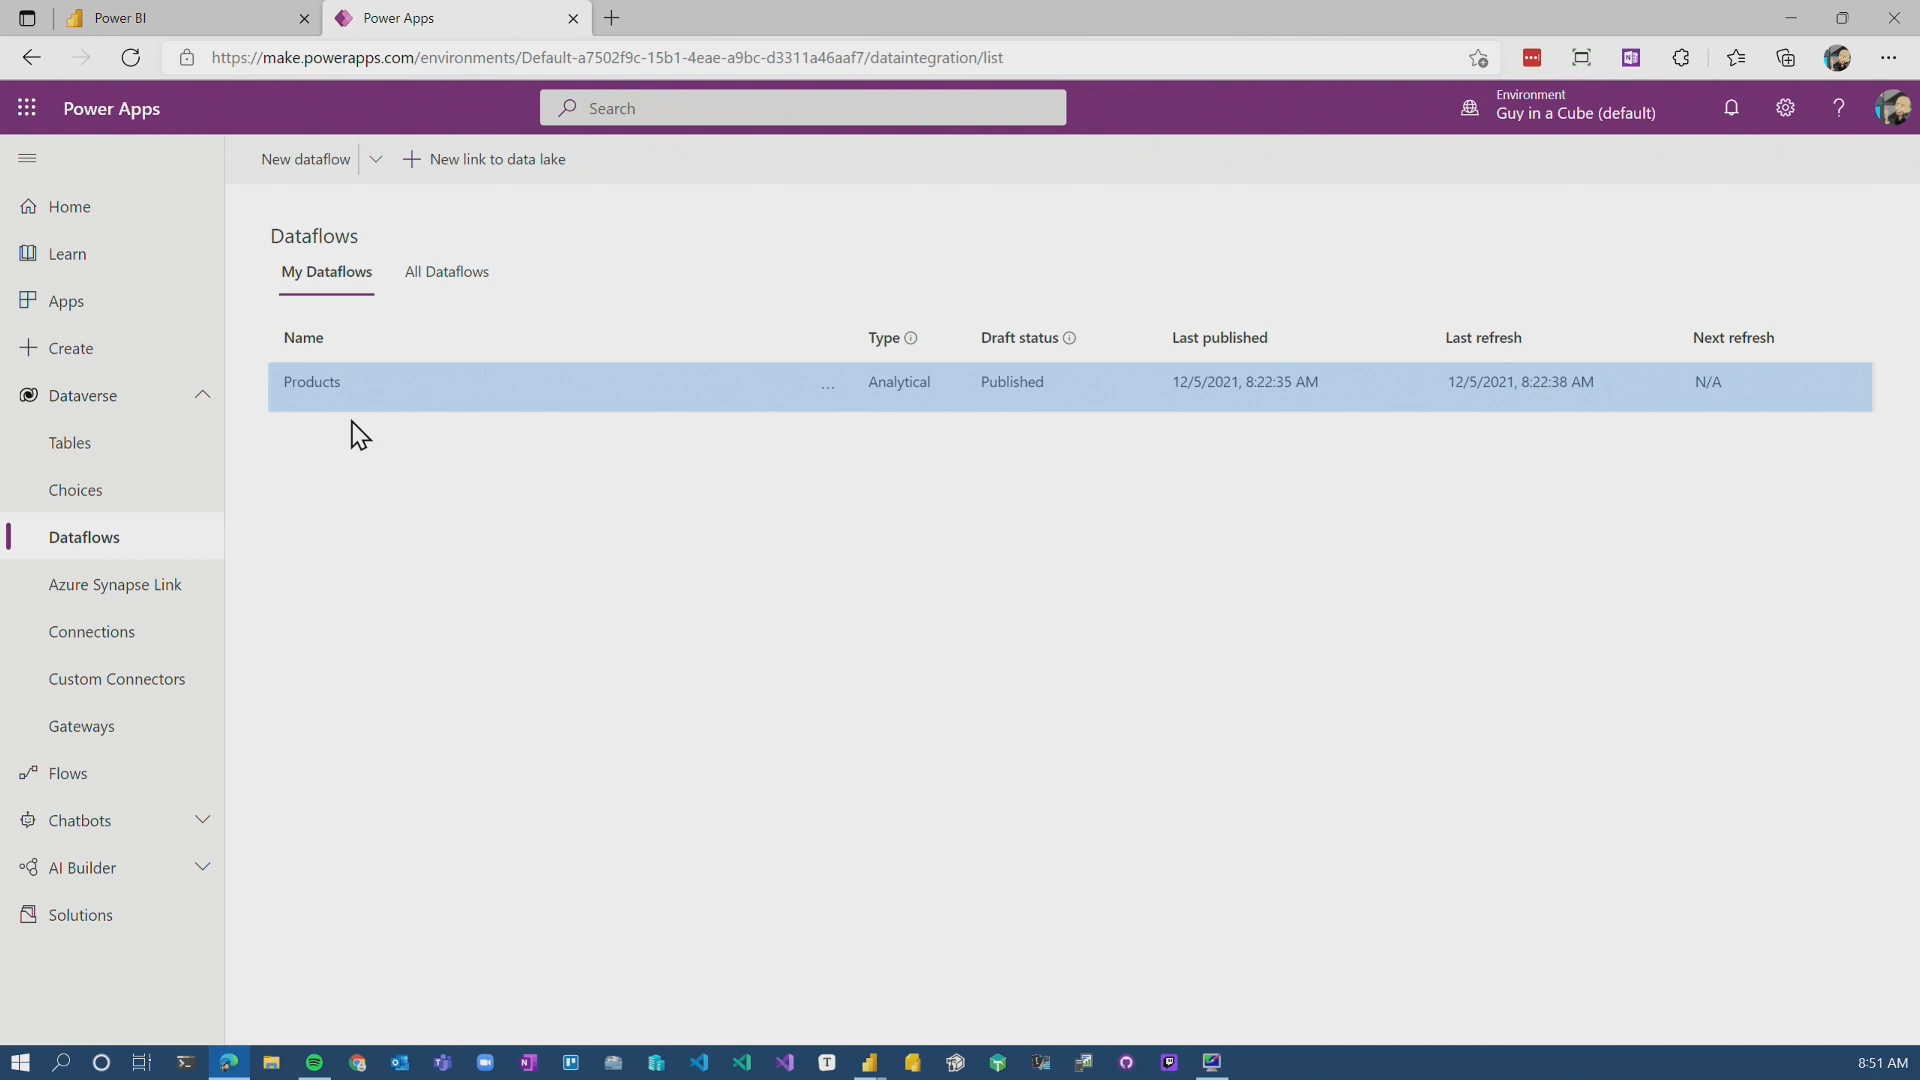 Power BI
Power Apps
https://make.powerapps.com/environments/Default-a7502f9c-15b1-4eae-a9bc-d3311a46aaf7/dataintegration/list
Power Apps
Search
Environment
Guy in a Cube (default)
New dataflow
New link to data lake
Home
Learn
Apps
Create
Dataverse
Tables
Choices
Dataflows
Azure Synapse Link
Connections
Custom Connectors
Gateways
Flows
Chatbots
AI Builder
Solutions
Dataflows
My Dataflows All Dataflows
Name Type Draft status Last published Last refresh Next refresh
Products ... Analytical Published 12/5/2021, 8:22:35 AM 12/5/2021, 8:22:38 AM N/A
8:51 AM